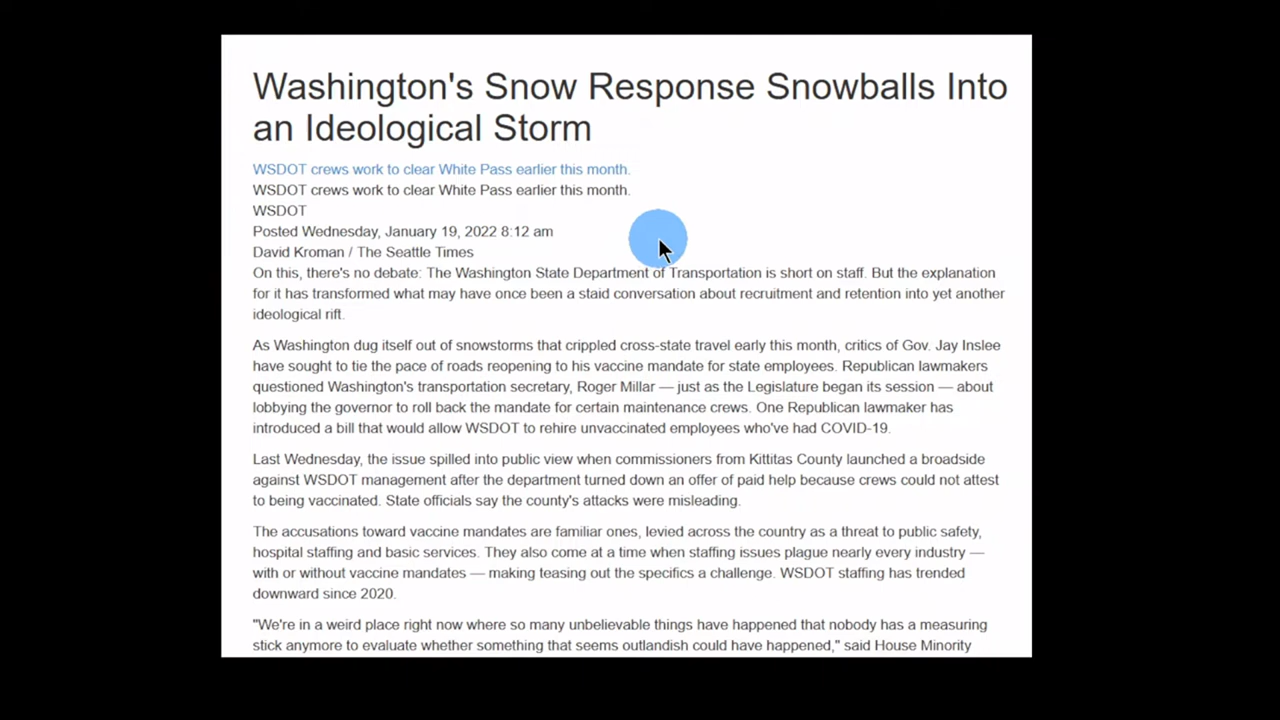 Washington's Snow Response Snowballs Into
an Ideological Storm
WSDOT crews work to clear White Pass earlier this month.
WSDOT crews work to clear White Pass earlier this month.
WSDOT
Posted Wednesday, January 19, 2022 8:12 am
David Kroman / The Seattle Times
On this, there's no debate: The Washington State Department of Transportation is short on staff. But the explanation
for it has transformed what may have once been a staid conversation about recruitment and retention into yet another
ideological rift.
As Washington dug itself out of snowstorms that crippled cross-state travel early this month, critics of Gov. Jay Inslee
have sought to tie the pace of roads reopening to his vaccine mandate for state employees. Republican lawmakers
questioned Washington's transportation secretary, Roger Millar — just as the Legislature began its session — about
lobbying the governor to roll back the mandate for certain maintenance crews. One Republican lawmaker has
introduced a bill that would allow WSDOT to rehire unvaccinated employees who've had COVID-19.
Last Wednesday, the issue spilled into public view when commissioners from Kittitas County launched a broadside
against WSDOT management after the department turned down an offer of paid help because crews could not attest
to being vaccinated. State officials say the county's attacks were misleading.
The accusations toward vaccine mandates are familiar ones, levied across the country as a threat to public safety,
hospital staffing and basic services. They also come at a time when staffing issues plague nearly every industry —
with or without vaccine mandates — making teasing out the specifics a challenge. WSDOT staffing has trended
downward since 2020.
"We're in a weird place right now where so many unbelievable things have happened that nobody has a measuring
stick anymore to evaluate whether something that seems outlandish could have happened," said House Minority